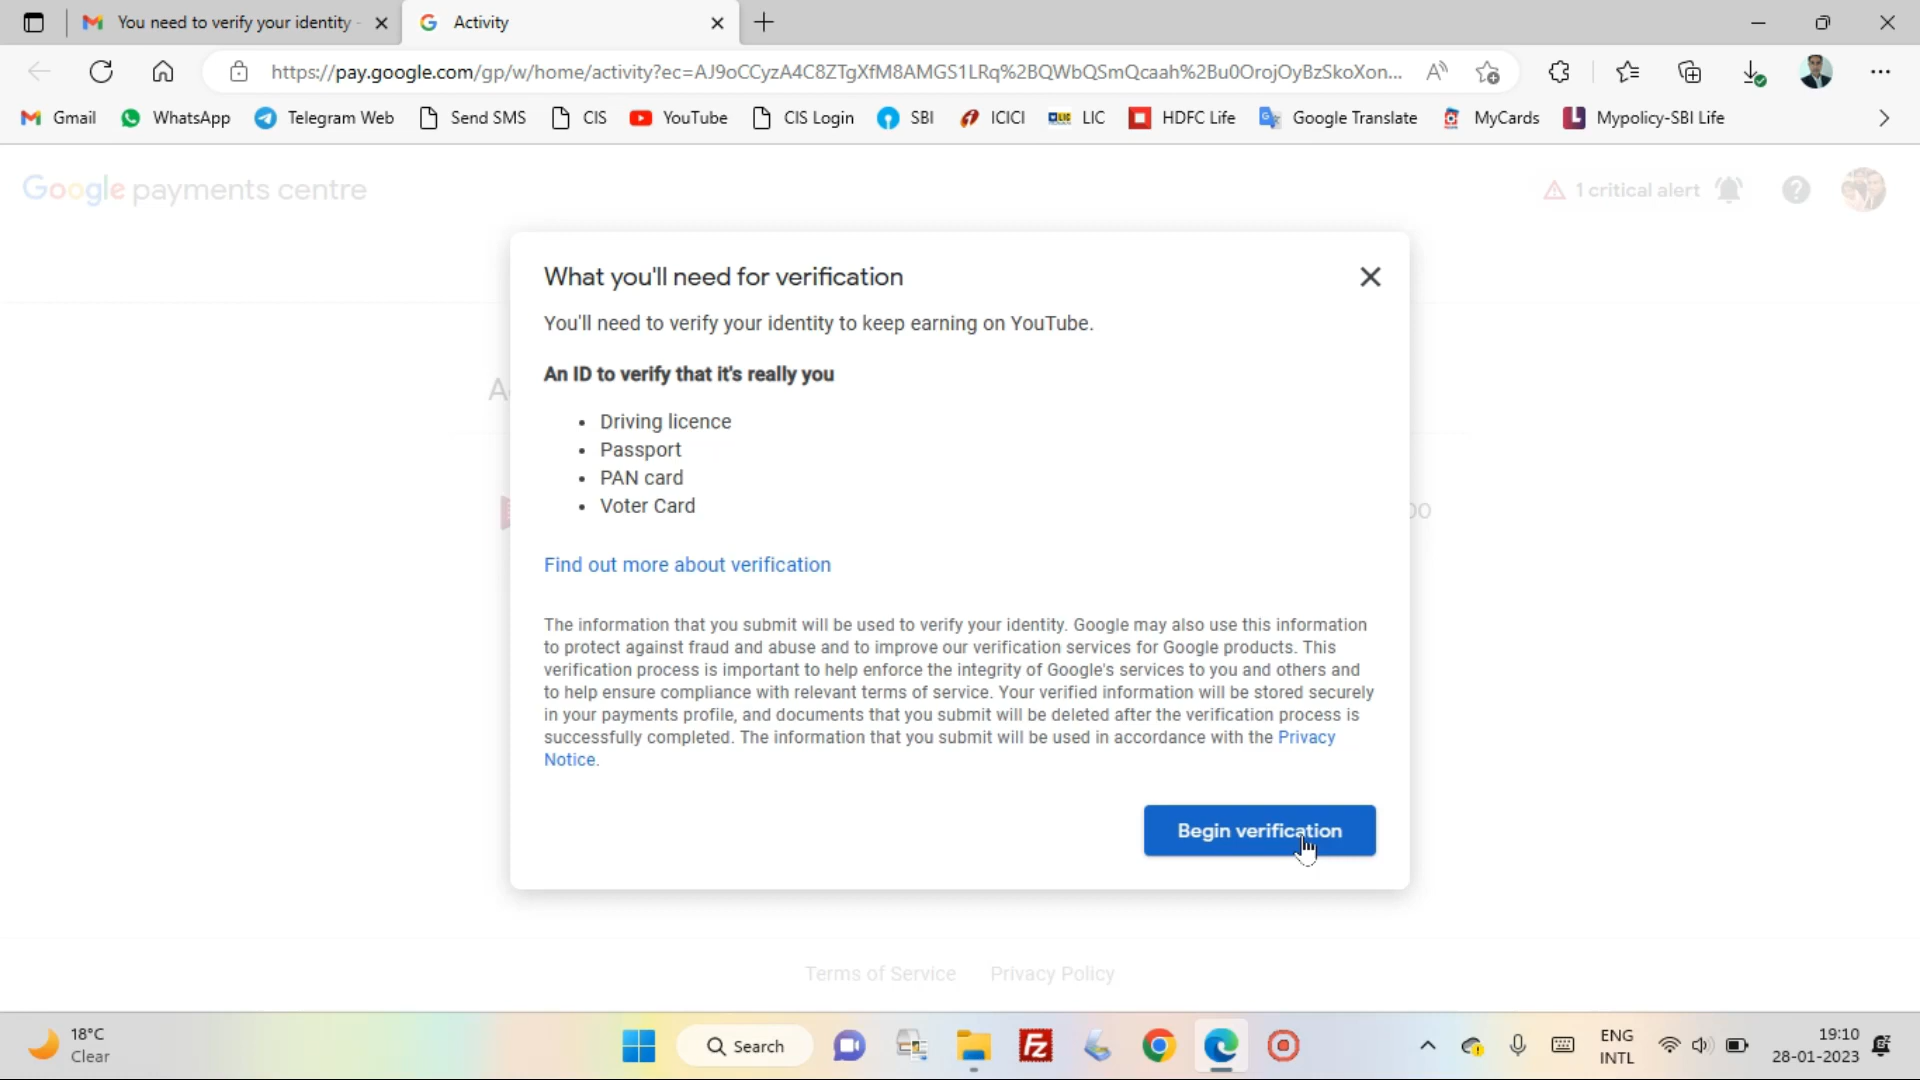 You need to verify your identity -
Activity
https://pay.google.com/gp/w/home/activity?ec=AJ9oCCyzA4C8ZTgXfM8AMGS1LRq%2BQWbQSmQcaah%2Bu0OrojOyBzSkoXon...
Gmail WhatsApp Telegram Web Send SMS CIS YouTube CIS Login SBI ICICI LIC HDFC Life Google Translate MyCards Mypolicy-SBI Life
Google payments centre
1 critical alert
What you'll need for verification
You'll need to verify your identity to keep earning on YouTube.
An ID to verify that it's really you
• Driving licence
• Passport
• PAN card
• Voter Card
Find out more about verification
The information that you submit will be used to verify your identity. Google may also use this information
to protect against fraud and abuse and to improve our verification services for Google products. This
verification process is important to help enforce the integrity of Google's services to you and others and
to help ensure compliance with relevant terms of service. Your verified information will be stored securely
in your payments profile, and documents that you submit will be deleted after the verification process is
successfully completed. The information that you submit will be used in accordance with the Privacy
Notice.
Begin verification
Terms of Service Privacy Policy
18°C
Clear
Search
ENG
INTL
19:10
28-01-2023